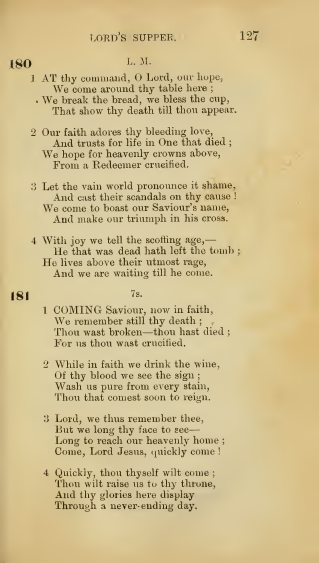 LORD'S SUPPER. 127
180 L. M.
1 AT thy command, O Lord, our hope,
We come around thy table here ;
We break the bread, we bless the cup,
That show thy death till thou appear.
2 Our faith adores thy bleeding love,
And trusts for life in One that died ;
We hope for heavenly crowns above,
From a Redeemer crucified.
3 Let the vain world pronounce it shame,
And cast their scandals on thy cause !
We come to boast our Saviour's name,
And make our triumph in his cross.
4 With joy we tell the scoffing age,—
He that was dead hath left the tomb ;
He lives above their utmost rage,
And we are waiting till he come.
181 7s.
1 COMING Saviour, now in faith,
We remember still thy death ;
Thou wast broken—thou hast died ;
For us thou wast crucified.
2 While in faith we drink the wine,
Of thy blood we see the sign ;
Wash us pure from every stain,
Thou that comest soon to reign.
3 Lord, we thus remember thee,
But we long thy face to see—
Long to reach our heavenly home ;
Come, Lord Jesus, quickly come !
4 Quickly, thou thyself wilt come ;
Thou wilt raise us to thy throne,
And thy glories here display
Through a never-ending day.